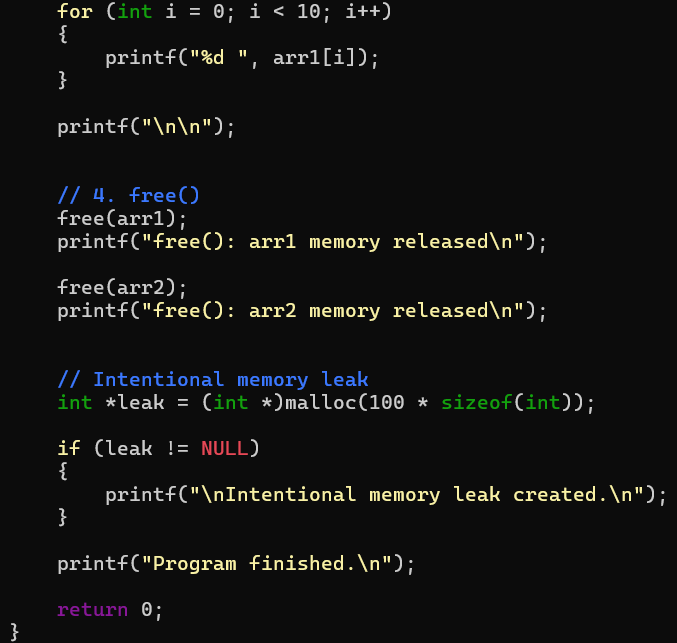 for (int i = 0; i < 10; i++)
{
printf("%d ", arr1[i]);
}
printf("\n\n");
// 4. free()
free(arr1);
printf("free(): arr1 memory released\n");
free(arr2);
printf("free(): arr2 memory released\n");
// Intentional memory leak
int *leak = (int *)malloc(100 * sizeof(int));
if (leak != NULL)
{
printf("\nIntentional memory leak created.\n");
}
printf("Program finished.\n");
return 0;
}